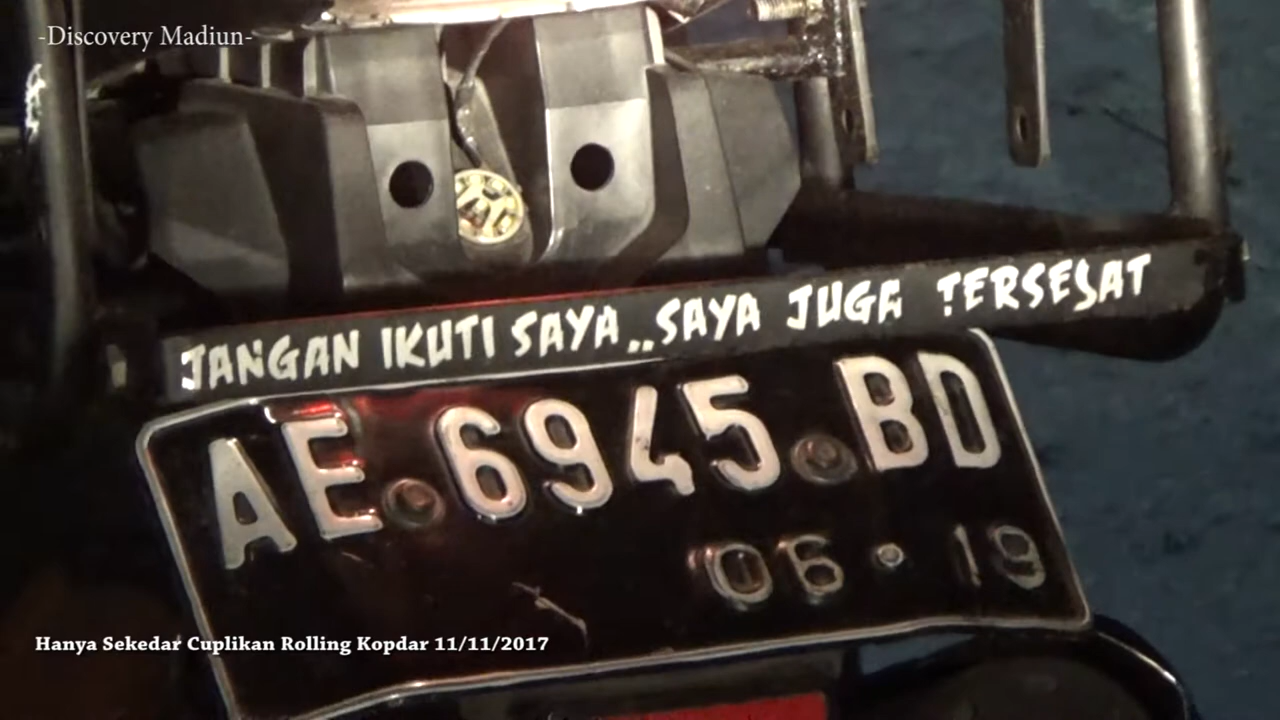 -Discovery Madiun-
JANGAN IKUTI SAYA..SAYA JUGA TERSESAT
AE 6945 BD
06 • 19
Hanya Sekedar Cuplikan Rolling Kopdar 11/11/2017